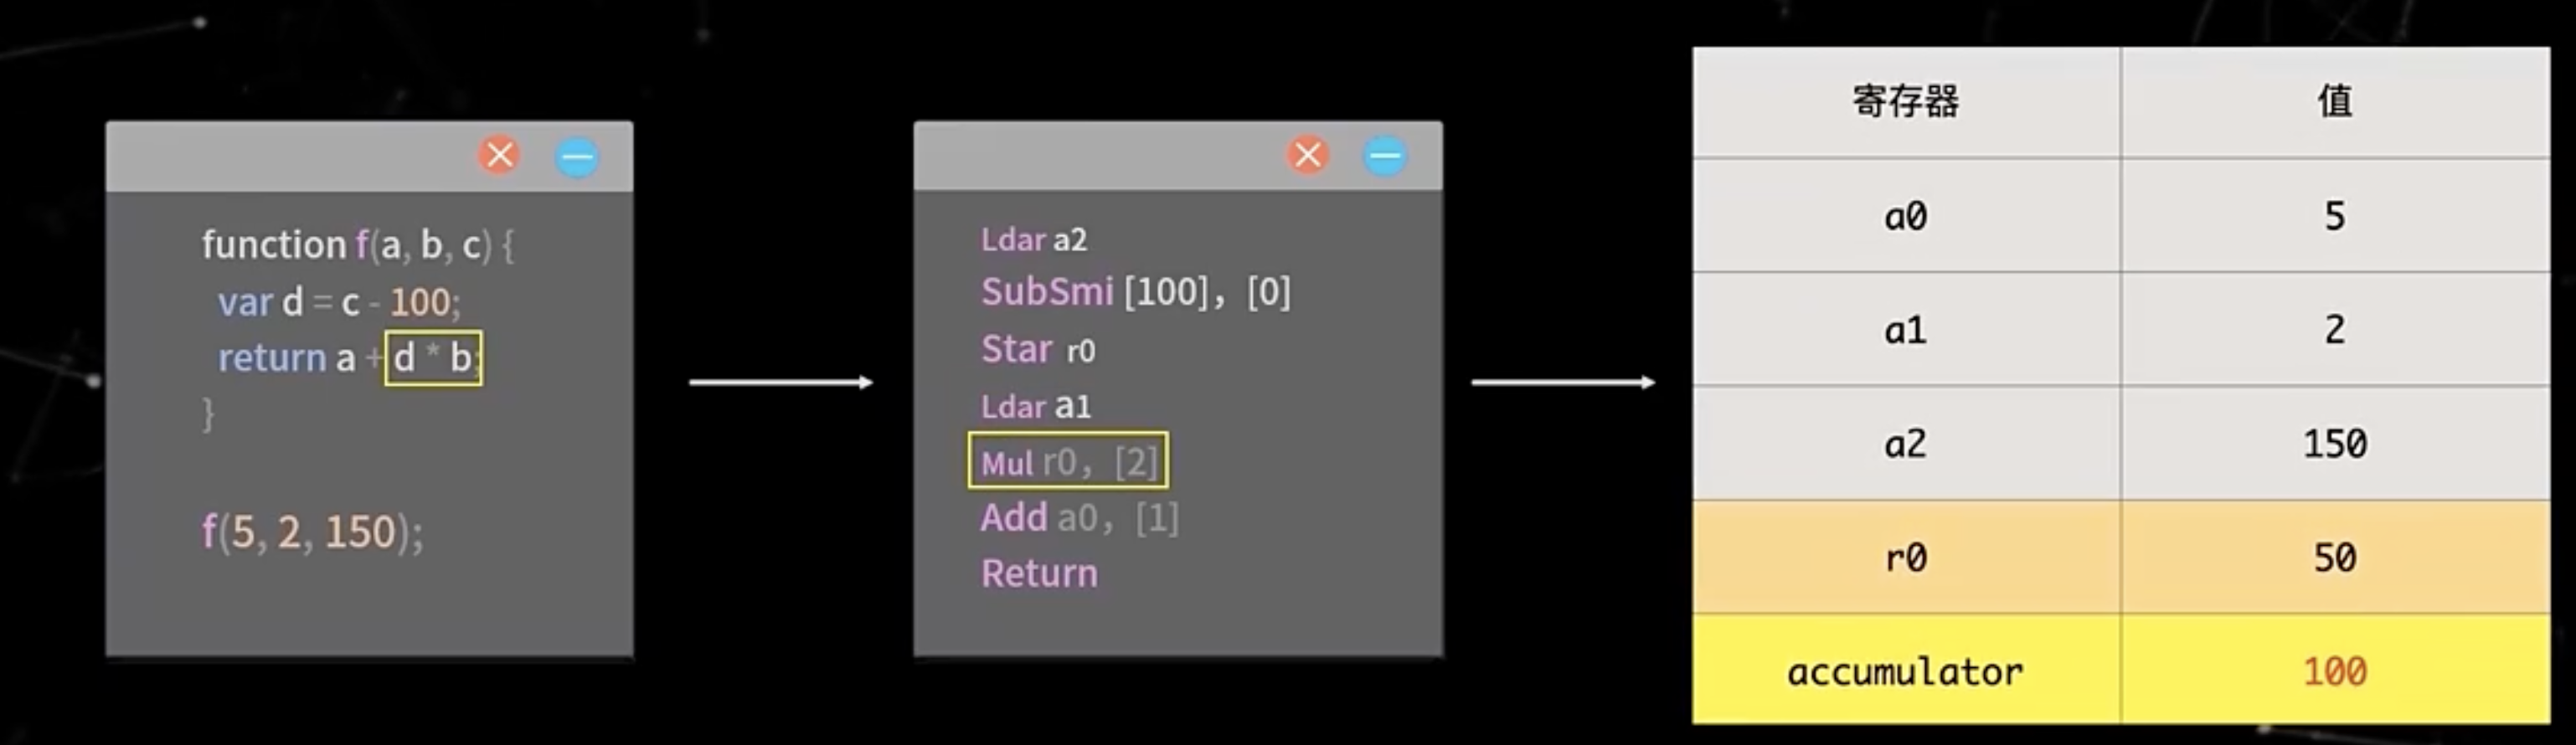 function f(a, b, c) {
var d = c - 100;
return a + d * b;
}
f(5, 2, 150);
Ldar a2
SubSmi [100], [0]
Star r0
Ldar a1
Mul r0, [2]
Add a0, [1]
Return
寄存器 值
a0 5
a1 2
a2 150
r0 50
accumulator 100